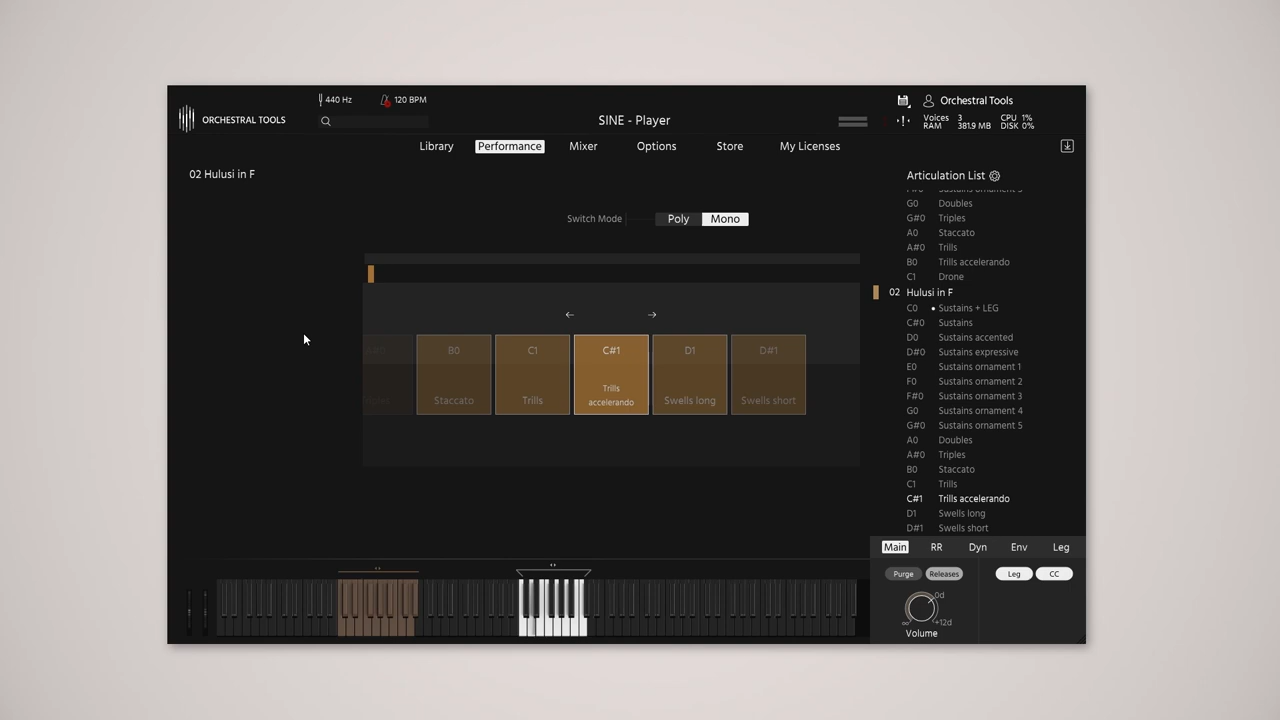 440 Hz
120 BPM
ORCHESTRAL TOOLS
SINE - Player
Orchestral Tools
Voices 3 CPU 1%
RAM 381.9 MB DISK 0%
Library Performance Mixer Options Store My Licenses
02 Hulusi in F
Switch Mode Poly Mono
B0 C1 C#1 D1 D#1
Staccato Trills Trills accelerando Swells long Swells short
Articulation List
G0 Doubles
G#0 Triples
A0 Staccato
A#0 Trills
B0 Trills accelerando
C1 Drone
02 Hulusi in F
C0 Sustains + LEG
C#0 Sustains
D0 Sustains accented
D#0 Sustains expressive
E0 Sustains ornament 1
F0 Sustains ornament 2
F#0 Sustains ornament 3
G0 Sustains ornament 4
G#0 Sustains ornament 5
A0 Doubles
A#0 Triples
B0 Staccato
C1 Trills
C#1 Trills accelerando
D1 Swells long
D#1 Swells short
Main RR Dyn Env Leg
Purge Releases Leg CC
0d
∞ +12d
Volume